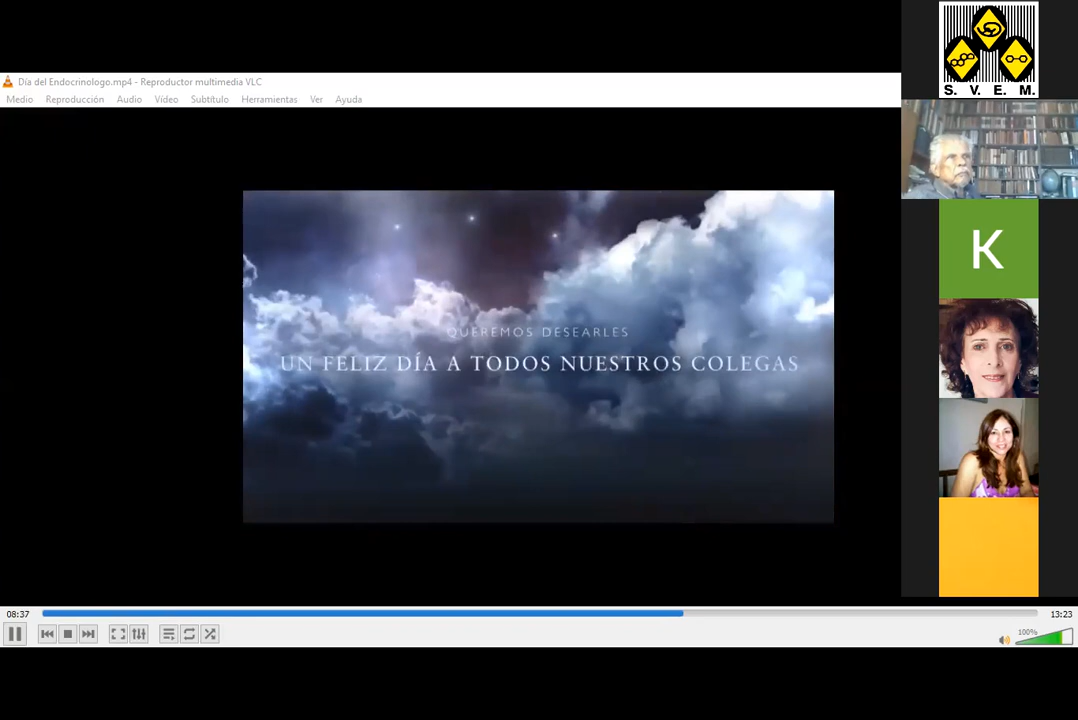 Día del Endocrinologo.mp4 - Reproductor multimedia VLC
Medio Reproducción Audio Vídeo Subtítulo Herramientas Ver Ayuda
QUEREMOS DESEARLES
UN FELIZ DÍA A TODOS NUESTROS COLEGAS
S. V. E. M.
K
08:37
13:23
100%